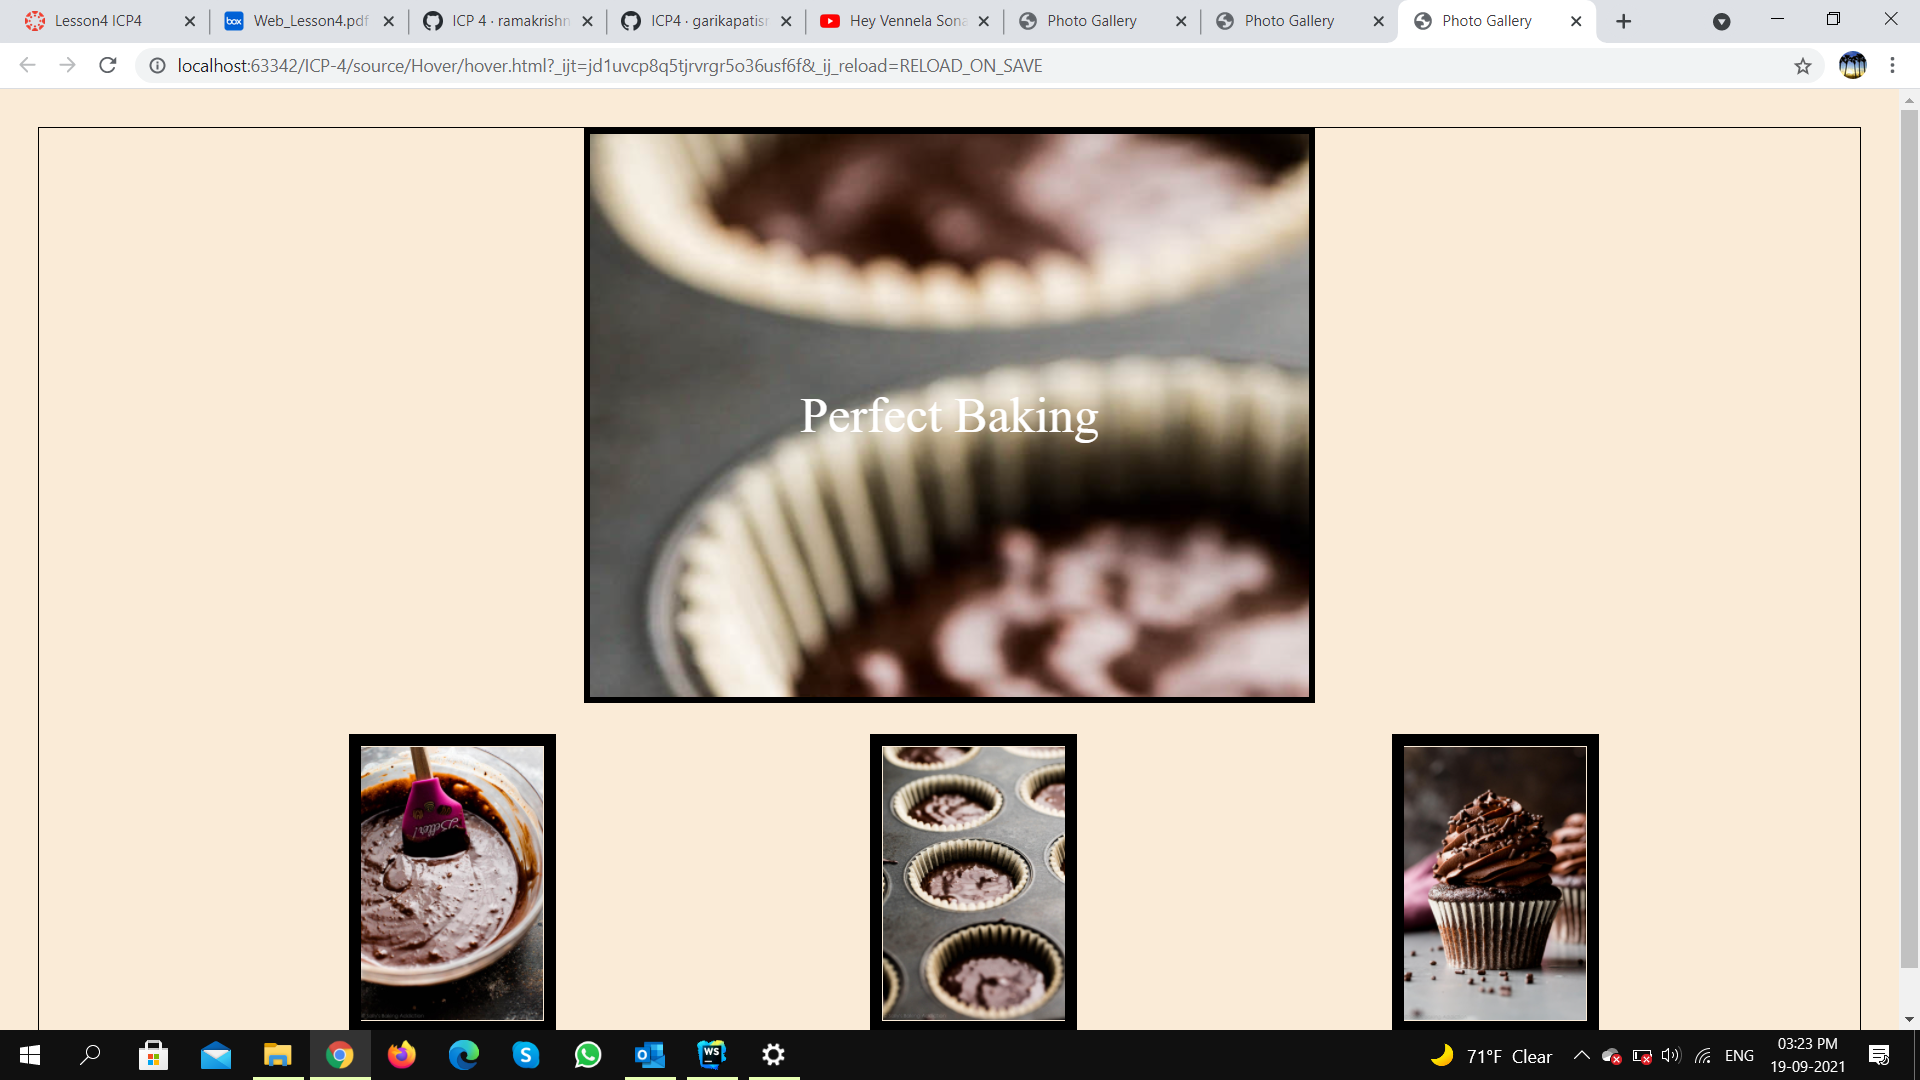 Lesson4 ICP4
Web_Lesson4.pdf
ICP 4 · ramakrishn
ICP4 · garikapatisr
Hey Vennela Sona
Photo Gallery
Photo Gallery
Photo Gallery
localhost:63342/ICP-4/source/Hover/hover.html?_ijt=jd1uvcp8q5tjrvrgr5o36usf6f&_ij_reload=RELOAD_ON_SAVE
Perfect Baking
71°F Clear
ENG
03:23 PM
19-09-2021